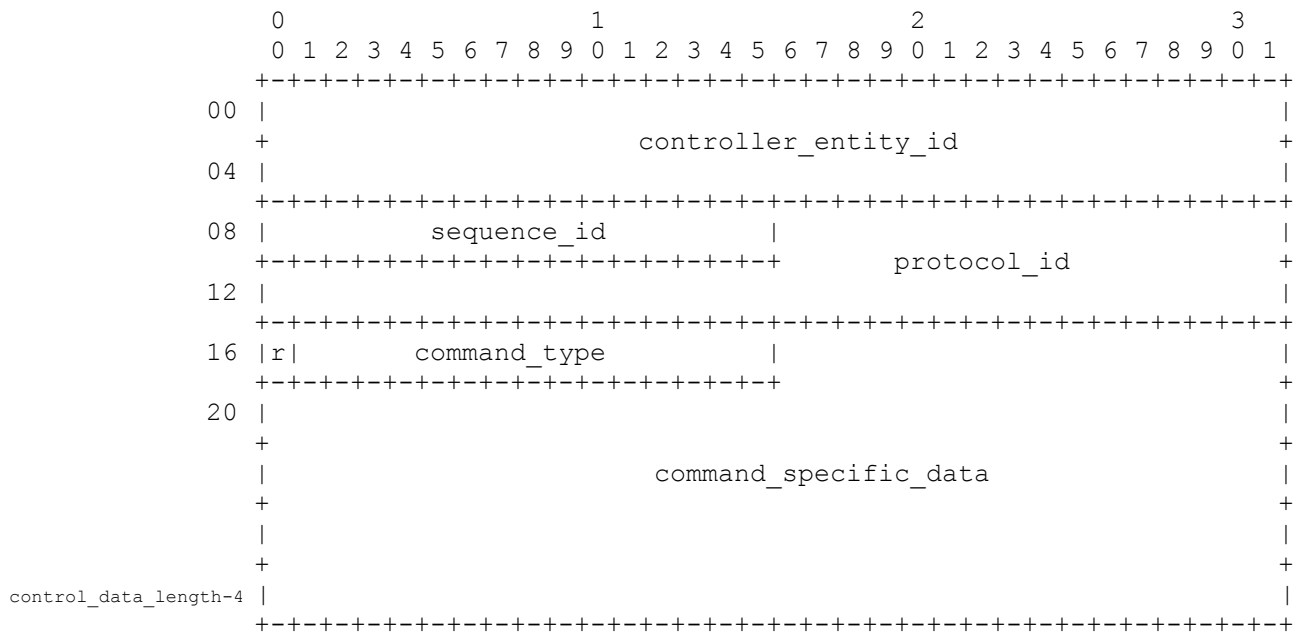 0                   1                   2                   3
0 1 2 3 4 5 6 7 8 9 0 1 2 3 4 5 6 7 8 9 0 1 2 3 4 5 6 7 8 9 0 1
+-+-+-+-+-+-+-+-+-+-+-+-+-+-+-+-+-+-+-+-+-+-+-+-+-+-+-+-+-+-+-+-+
00 |                                                               |
+                       controller_entity_id                    +
04 |                                                               |
+-+-+-+-+-+-+-+-+-+-+-+-+-+-+-+-+-+-+-+-+-+-+-+-+-+-+-+-+-+-+-+-+
08 |          sequence_id          |                               |
+-+-+-+-+-+-+-+-+-+-+-+-+-+-+-+-+       protocol_id             +
12 |                                                               |
+-+-+-+-+-+-+-+-+-+-+-+-+-+-+-+-+-+-+-+-+-+-+-+-+-+-+-+-+-+-+-+-+
16 |r|       command_type          |                               |
+-+-+-+-+-+-+-+-+-+-+-+-+-+-+-+-+                               +
20 |                                                               |
+                                                               +
|                        command_specific_data                  |
+                                                               +
|                                                               |
+                                                               +
control_data_length-4 |                                                               |
+-+-+-+-+-+-+-+-+-+-+-+-+-+-+-+-+-+-+-+-+-+-+-+-+-+-+-+-+-+-+-+-+